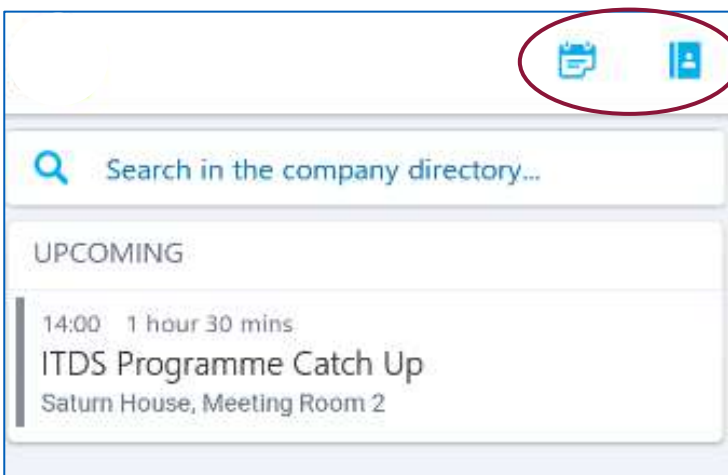 Search in the company directory...
UPCOMING
14:00 1 hour 30 mins
ITDS Programme Catch Up
Saturn House, Meeting Room 2